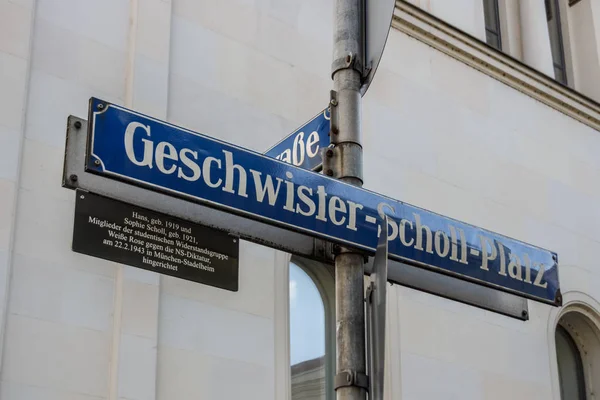 raße
Geschwister-Scholl-Platz
Hans, geb. 1919 und
Sophie Scholl, geb. 1921,
Mitglieder der studentischen Widerstandsgruppe
Weiße Rose gegen die NS-Diktatur,
am 22.2.1943 in München-Stadelheim
hingerichtet